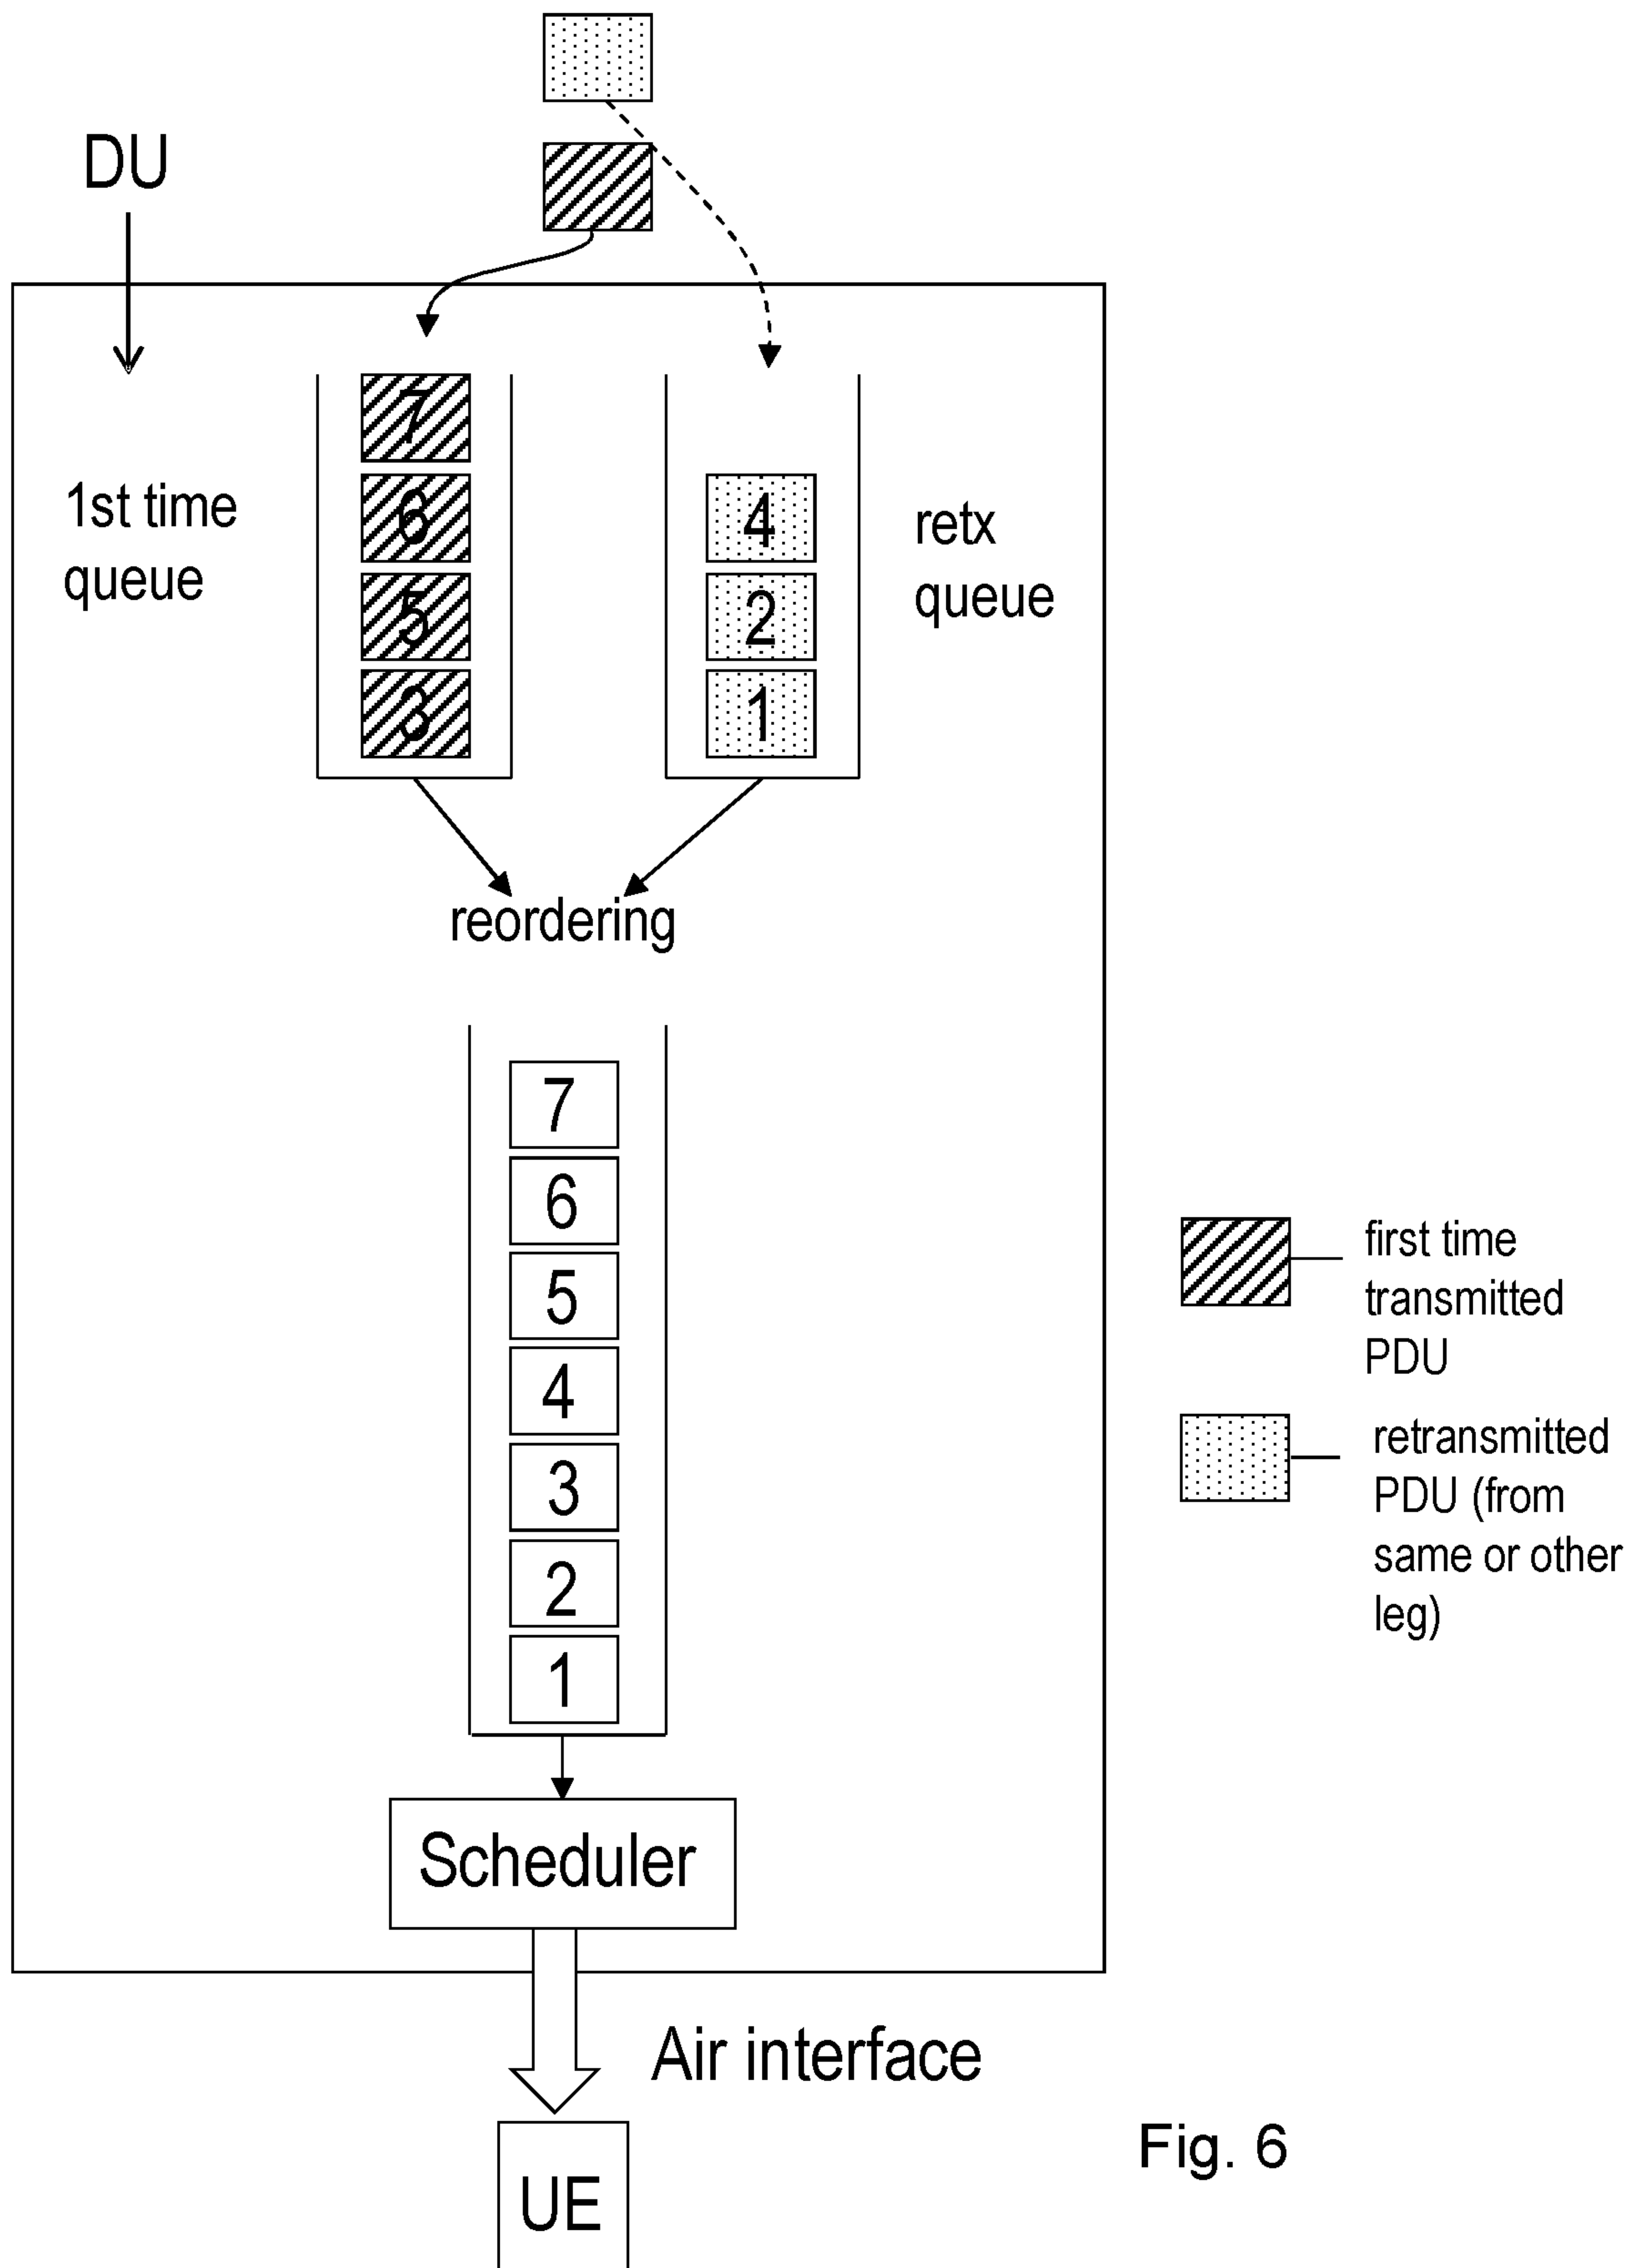 DU
1st time
queue
7
6
5
3
4
2
1
retx
queue
reordering
7
6
5
4
3
2
1
Scheduler
Air interface
UE
first time
transmitted
PDU
retransmitted
PDU (from
same or other
leg)
Fig. 6